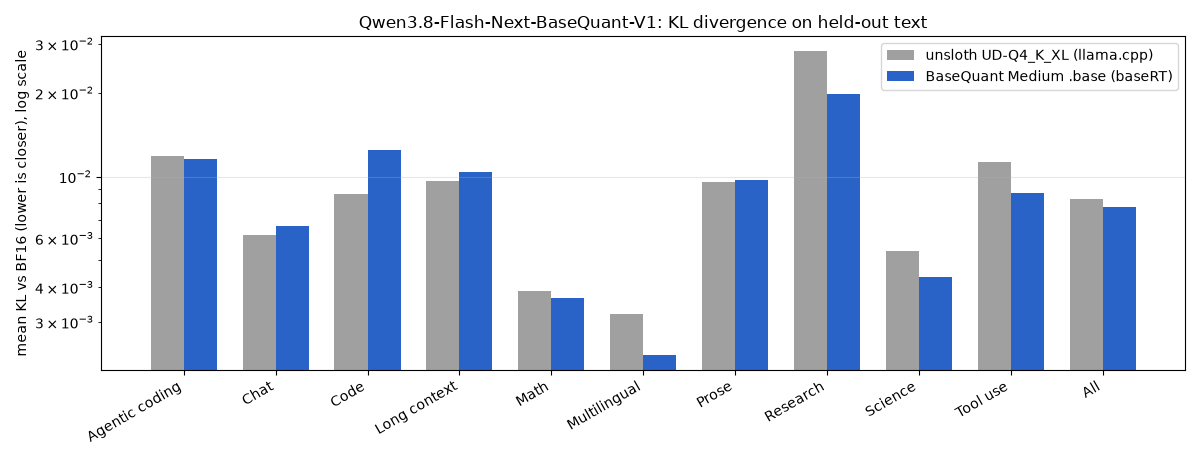 Qwen3.8-Flash-Next-BaseQuant-V1: KL divergence on held-out text
mean KL vs BF16 (lower is closer), log scale
3 × 10⁻²
2 × 10⁻²
10⁻²
6 × 10⁻³
4 × 10⁻³
3 × 10⁻³
unsloth UD-Q4_K_XL (llama.cpp)
BaseQuant Medium .base (baseRT)
Agentic coding
Chat
Code
Long context
Math
Multilingual
Prose
Research
Science
Tool use
All